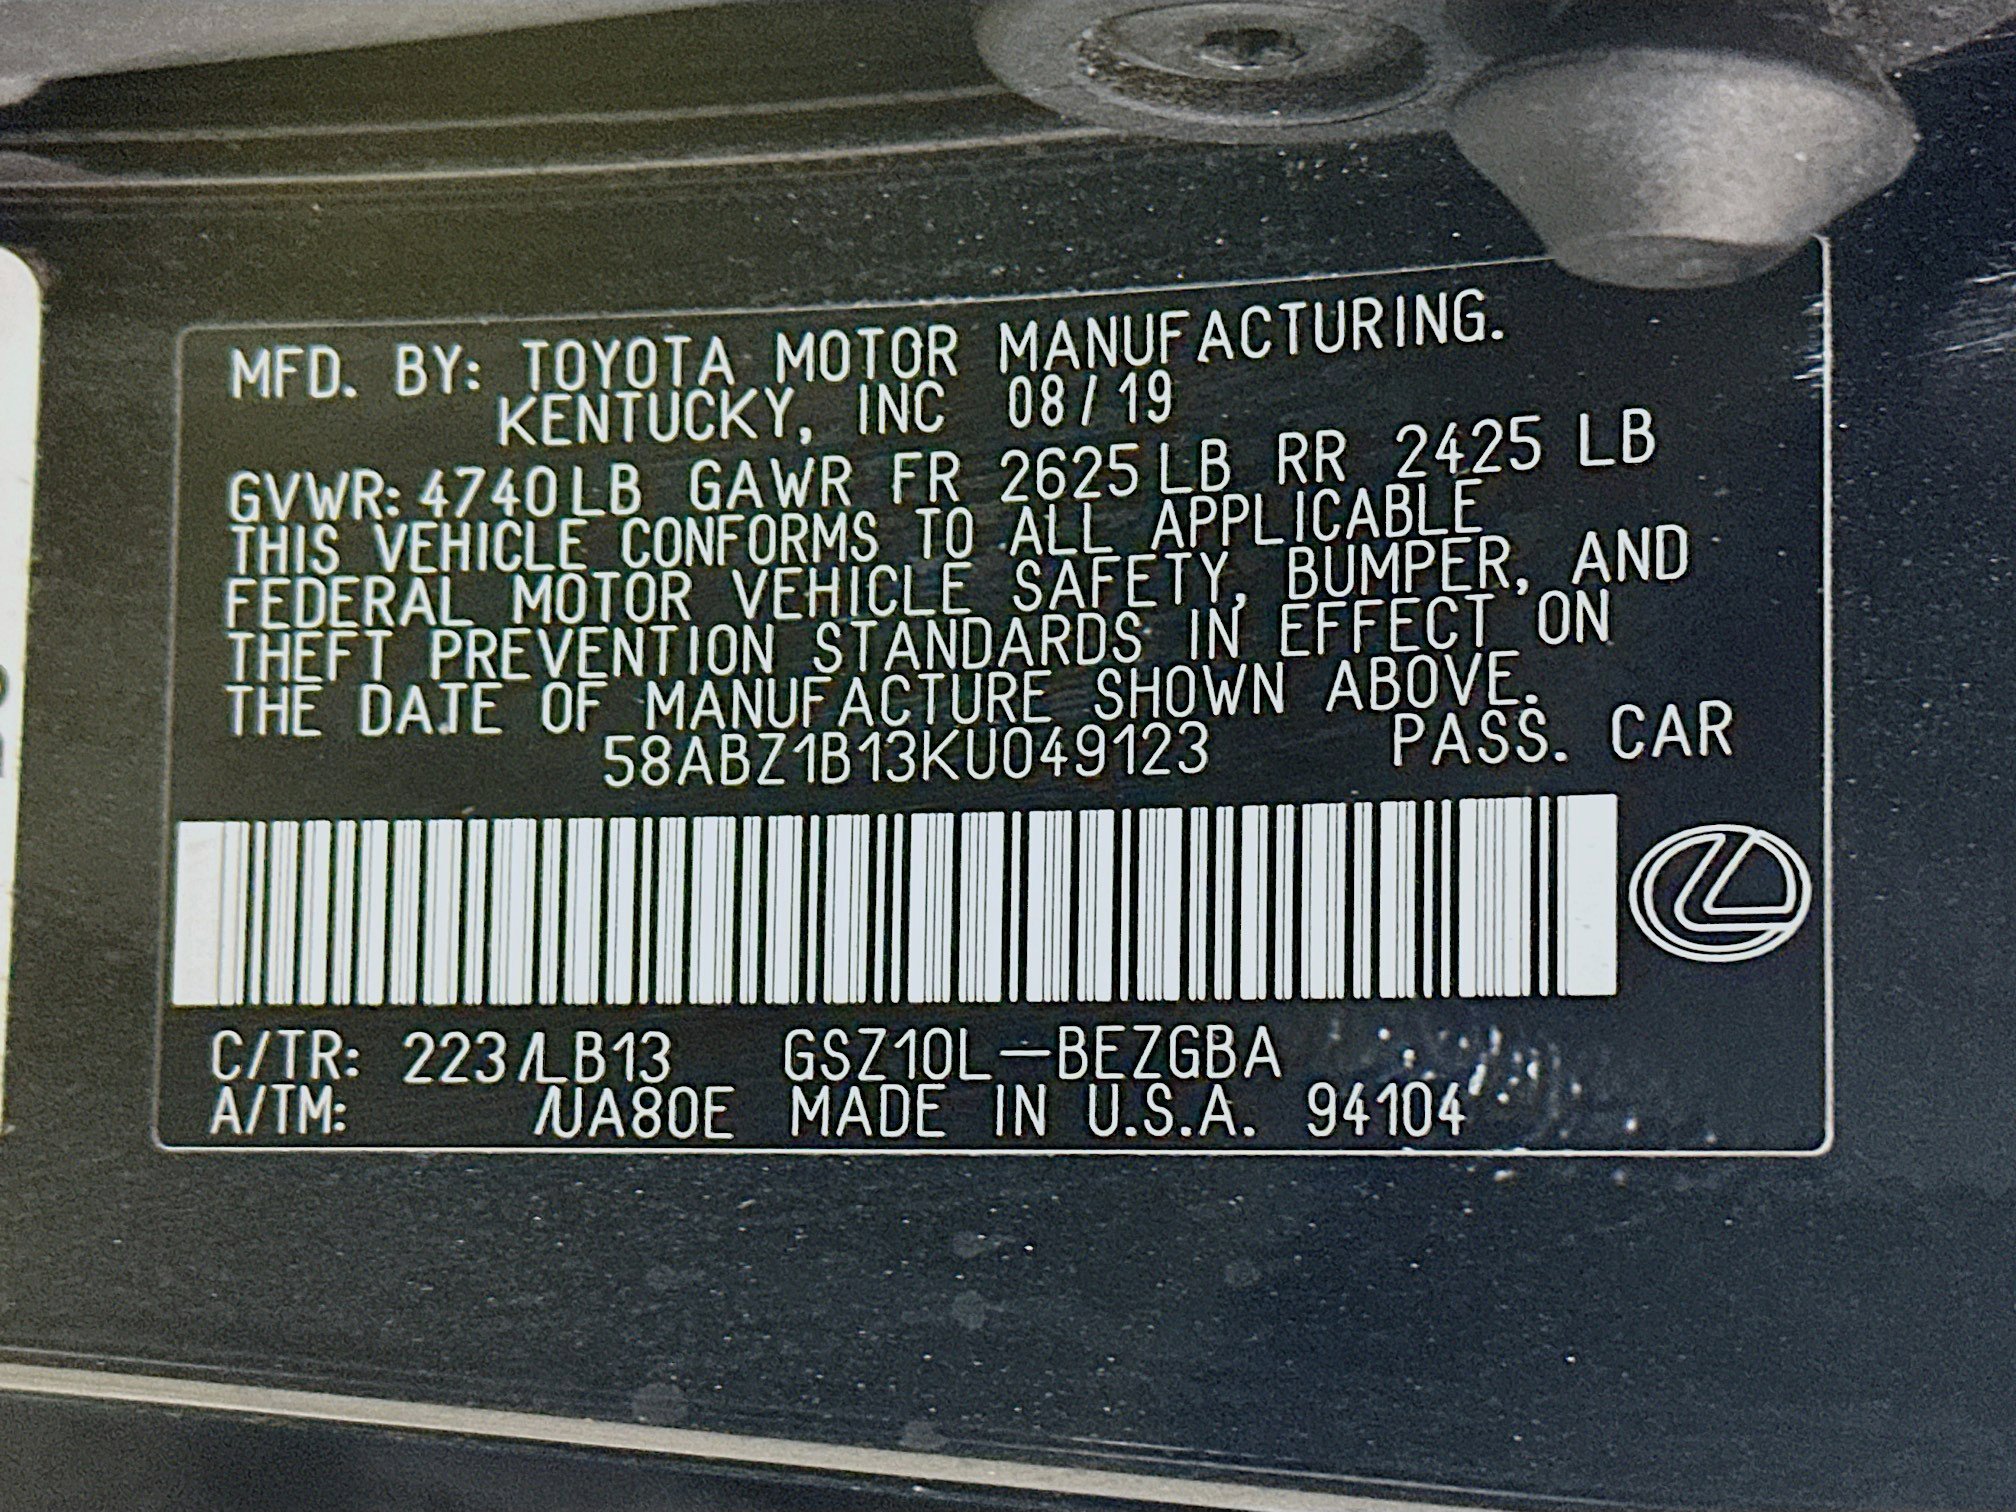 MFD. BY: TOYOTA MOTOR MANUFACTURING.
KENTUCKY, INC 08/19
GVWR: 4740LB GAWR FR 2625LB RR 2425 LB
THIS VEHICLE CONFORMS TO ALL APPLICABLE
FEDERAL MOTOR VEHICLE SAFETY, BUMPER, AND
THEFT PREVENTION STANDARDS IN EFFECT ON
THE DATE OF MANUFACTURE SHOWN ABOVE.
58ABZ1B13KU049123 PASS. CAR
C/TR: 223/LB13 GSZ10L-BEZGBA
A/TM: /UA80E MADE IN U.S.A. 94104